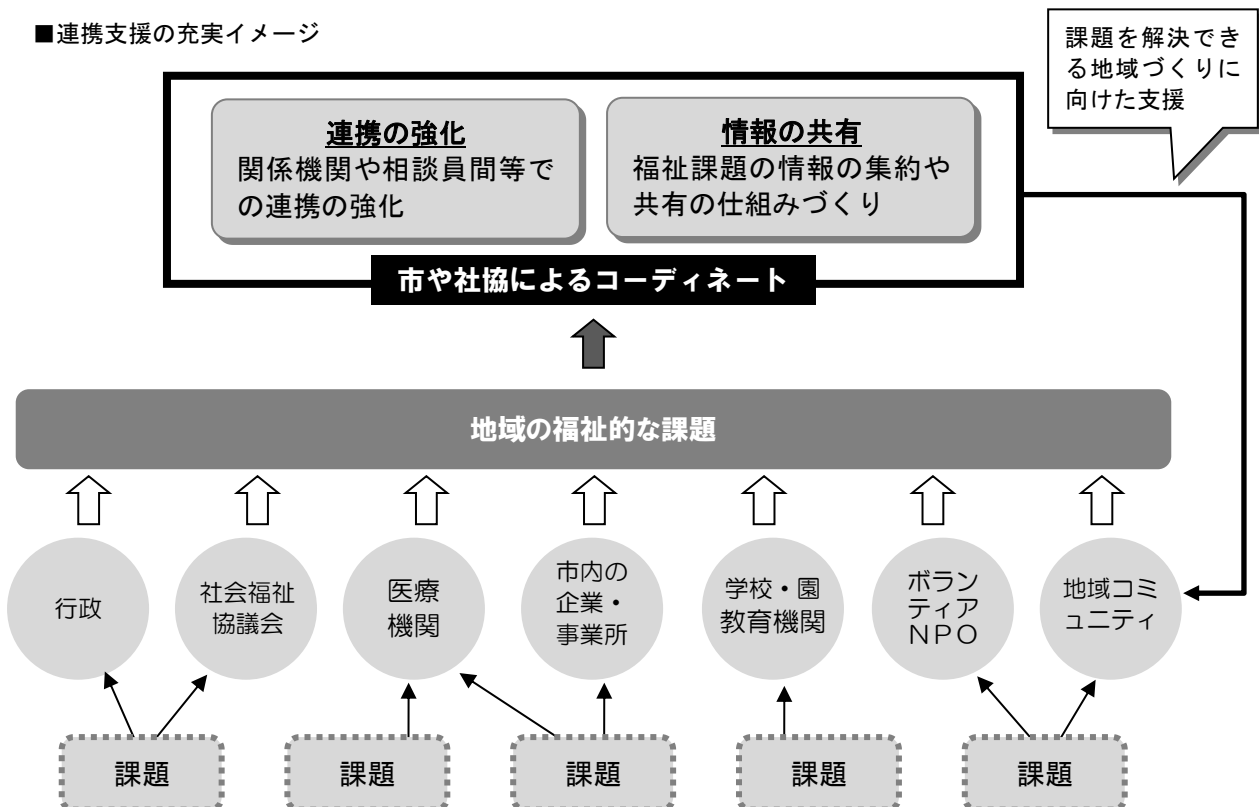 ■連携支援の充実イメージ
課題を解決でき
る地域づくりに
向けた支援
連携の強化
関係機関や相談員間等で
の連携の強化
情報の共有
福祉課題の情報の集約や
共有の仕組みづくり
市や社協によるコーディネート
地域の福祉的な課題
行政
社会福祉
協議会
医療
機関
市内の
企業・
事業所
学校・園
教育機関
ボラン
ティア
ＮＰＯ
地域コミ
ュニティ
課題
課題
課題
課題
課題